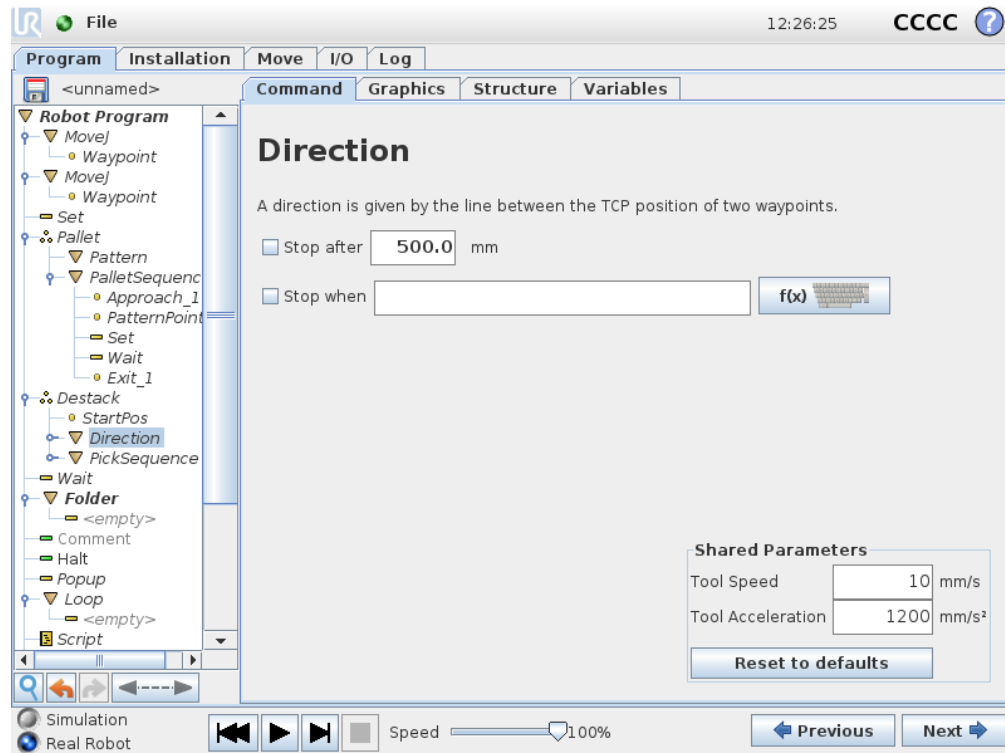 UR File 12:26:25 CCCC ?
Program Installation Move I/O Log
<unnamed> Command Graphics Structure Variables
Robot Program
MoveJ
Waypoint
MoveJ
Waypoint
Set
Pallet
Pattern
PalletSequenc
Approach_1
PatternPoint
Set
Wait
Exit_1
Destack
StartPos
Direction
PickSequence
Wait
Folder
<empty>
Comment
Halt
Popup
Loop
<empty>
Script
Direction
A direction is given by the line between the TCP position of two waypoints.
Stop after 500.0 mm
Stop when f(x)
Shared Parameters
Tool Speed 10 mm/s
Tool Acceleration 1200 mm/s²
Reset to defaults
Simulation
Real Robot
Speed 100%
Previous Next